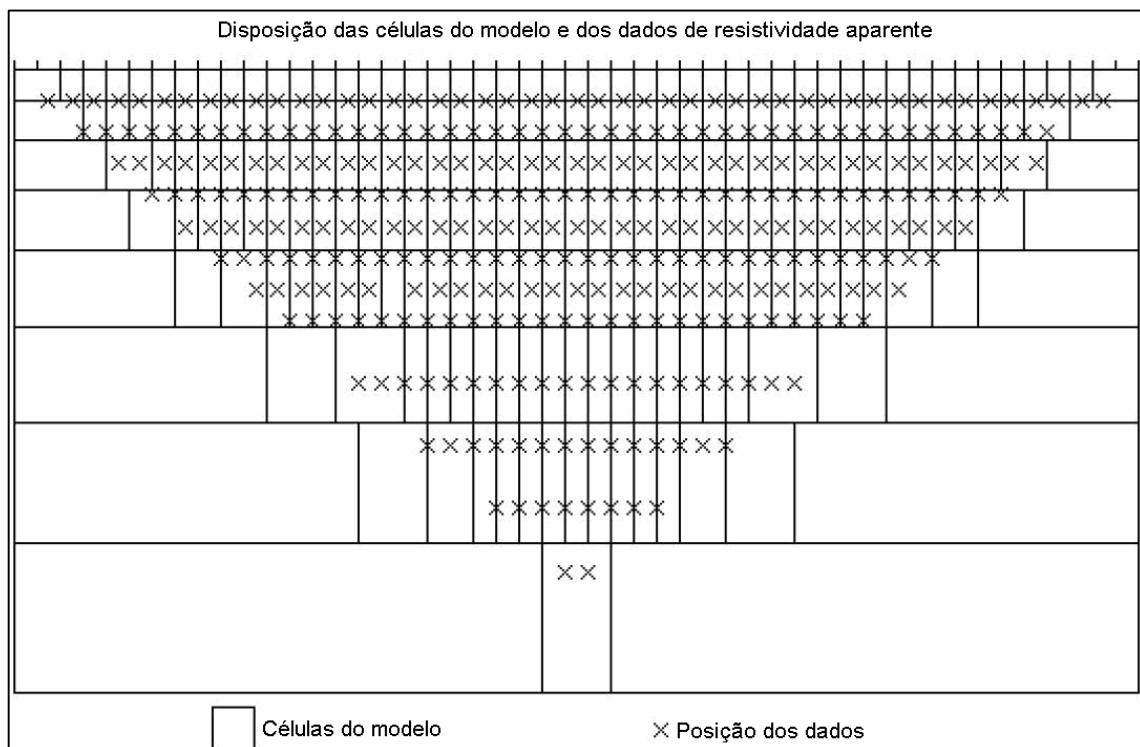 Disposição das células do modelo e dos dados de resistividade aparente
Células do modelo
Posição dos dados